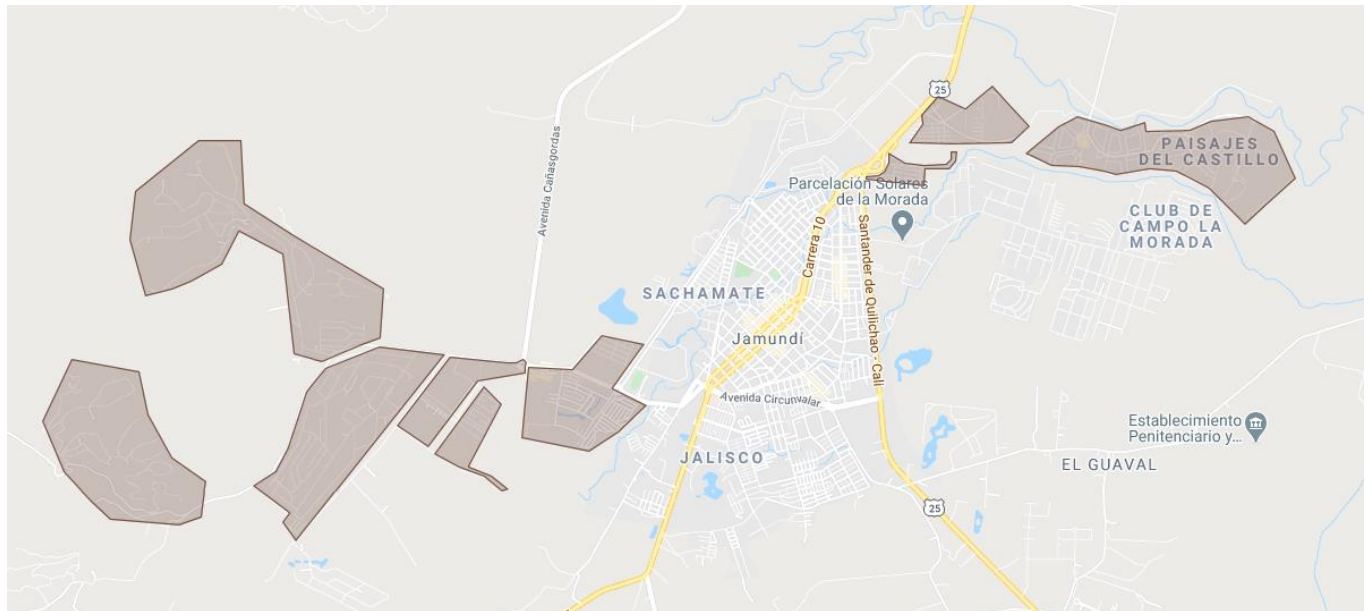 25
PAISAJES
DEL CASTILLO
Avenida Cañasgordas
Parcelación Solares
de la Morada
CLUB DE
CAMPO LA
MORADA
Carrera 10
Santander de Quilichao - Cali
SACHAMATE
Jamundí
Avenida Circunvalar
Establecimiento
Penitenciario y...
JALISCO
EL GUAVAL
25